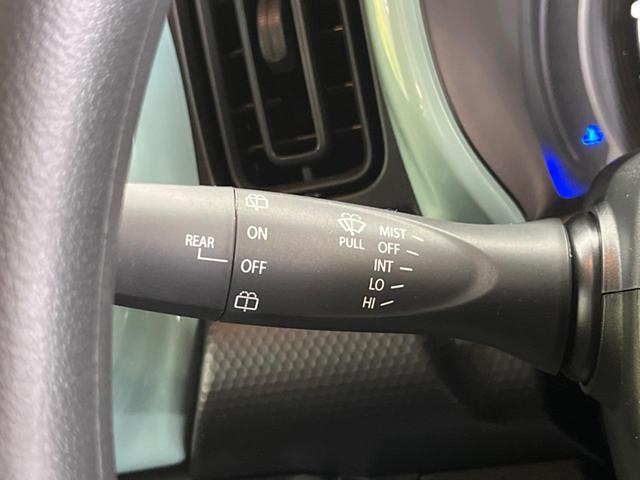 REAR
ON
OFF
PULL
MIST
OFF
INT
LO
HI